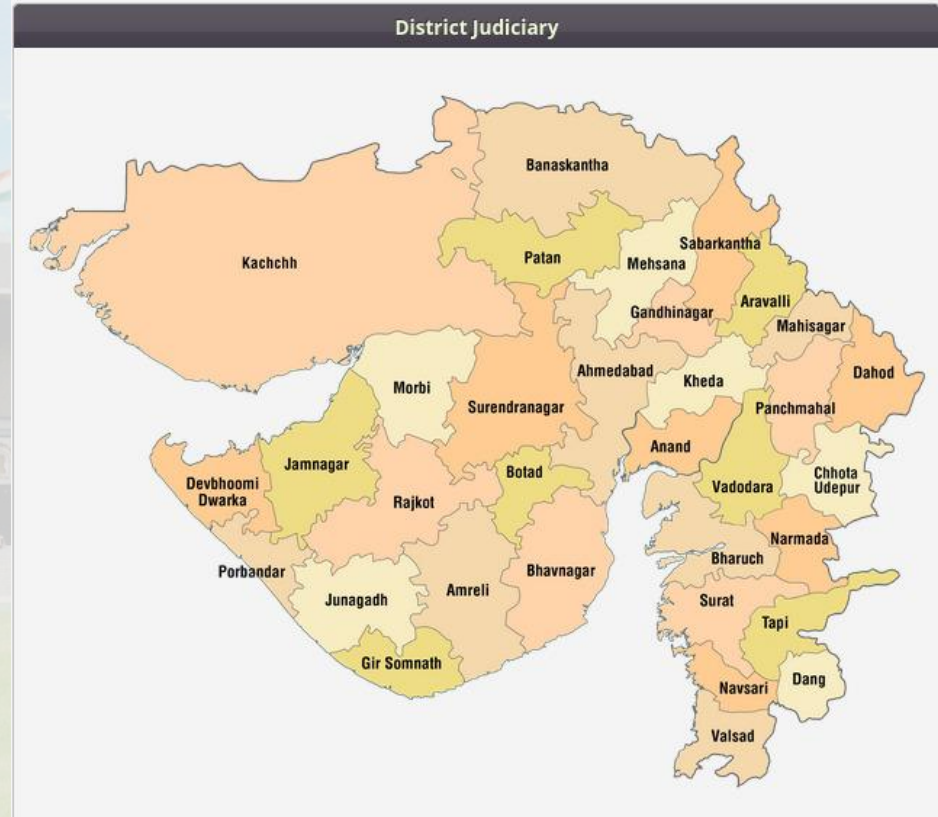 District Judiciary
Banaskantha
Kachchh
Patan
Mehsana
Sabarkantha
Aravalli
Gandhinagar
Mahisagar
Morbi
Surendranagar
Ahmedabad
Kheda
Dahod
Panchmahal
Anand
Jamnagar
Botad
Devbhoomi
Dwarka
Rajkot
Vadodara
Chhota
Udepur
Narmada
Porbandar
Junagadh
Amreli
Bhavnagar
Bharuch
Surat
Tapi
Gir Somnath
Navsari
Dang
Valsad